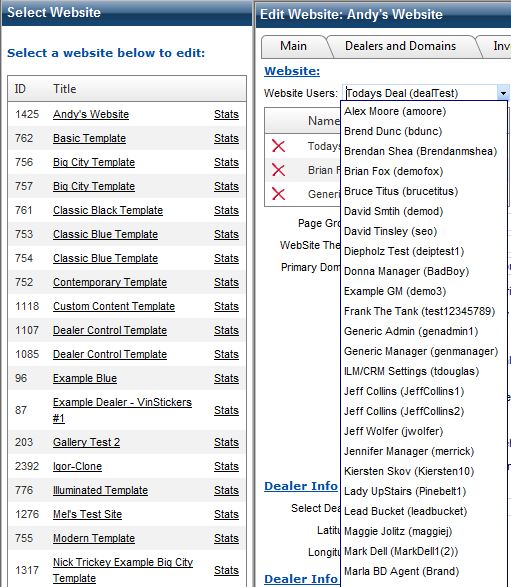 Select Website
Select a website below to edit:
ID Title
1425 Andy's Website Stats
762 Basic Template Stats
756 Big City Template Stats
757 Big City Template Stats
761 Classic Black Template Stats
753 Classic Blue Template Stats
754 Classic Blue Template Stats
752 Contemporary Template Stats
1118 Custom Content Template Stats
1107 Dealer Control Template Stats
1085 Dealer Control Template Stats
96 Example Blue Stats
87 Example Dealer - VinStickers Stats
#1
203 Gallery Test 2 Stats
2392 Igor-Clone Stats
776 Illuminated Template Stats
1276 Mel's Test Site Stats
755 Modern Template Stats
1317 Nick Trickey Example Big City Stats
Template
Edit Website: Andy's Website
Main Dealers and Domains Inv
Website:
Website Users: Todays Deal (dealTest)
Name
Todays
Brian F
Generi
Page Gro
WebSite The
Primary Dom
Alex Moore (amoore)
Brend Dunc (bdunc)
Brendan Shea (Brendanmshea)
Brian Fox (demofox)
Bruce Titus (brucetitus)
David Smtih (demod)
David Tinsley (seo)
Diepholz Test (deiptest1)
Donna Manager (BadBoy)
Example GM (demo3)
Frank The Tank (test12345789)
Generic Admin (genadmin1)
Generic Manager (genmanager)
ILM/CRM Settings (tdouglas)
Jeff Collins (JeffCollins1)
Jeff Collins (JeffCollins2)
Jeff Wolfer (jwolfer)
Jennifer Manager (merrick)
Kiersten Skov (Kiersten10)
Lady UpStairs (Pinebelt1)
Lead Bucket (leadbucket)
Maggie Jolitz (maggiej)
Mark Dell (MarkDell1(2))
Marla BD Agent (Brand)
Dealer Info
Select Dea
Latitu
Longitu
Dealer Info